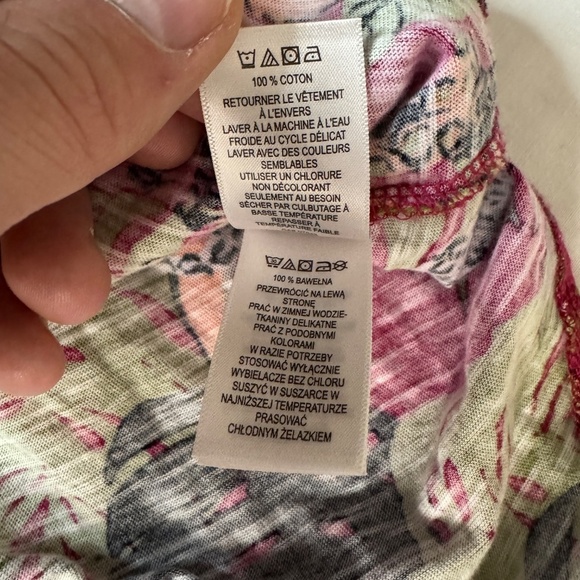 100 % COTON
RETOURNER LE VÊTEMENT
À L'ENVERS
LAVER À LA MACHINE À L'EAU
FROIDE AU CYCLE DÉLICAT
LAVER AVEC DES COULEURS
SEMBLABLES
UTILISER UN CHLORURE
NON DÉCOLORANT
SEULEMENT AU BESOIN
SÉCHER PAR CULBUTAGE À
BASSE TEMPÉRATURE
REPASSER À
TEMPÉRATURE FAIBLE
100 % BAWEŁNA
PRZEWRÓCIĆ NA LEWĄ
STRONĘ
PRAĆ W ZIMNEJ WODZIE-
TKANINY DELIKATNE
PRAĆ Z PODOBNYMI
KOLORAMI
W RAZIE POTRZEBY
STOSOWAĆ WYŁĄCZNIE
WYBIELACZE BEZ CHLORU
SUSZYĆ W SUSZARCE W
NAJNIŻSZEJ TEMPERATURZE
PRASOWAĆ
CHŁODNYM ŻELAZKIEM